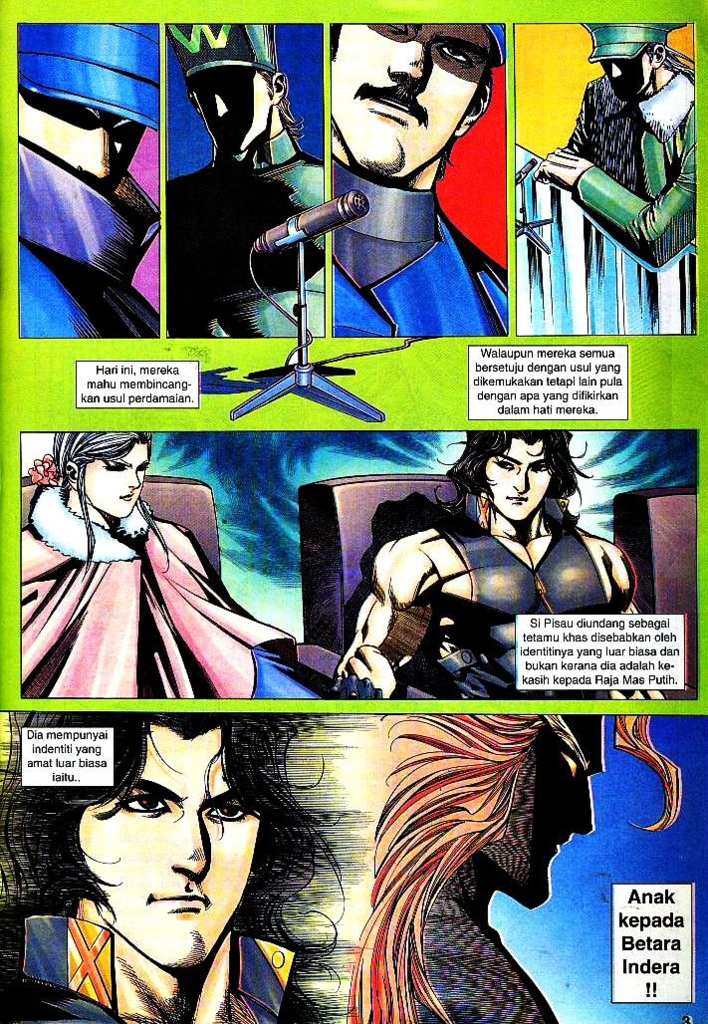 W
Hari ini, mereka
mahu membincang-
kan usul perdamaian.
Walaupun mereka semua
bersetuju dengan usul yang
dikemukakan tetapi lain pula
dengan apa yang difikirkan
dalam hati mereka.
Si Pisau diundang sebagai
tetamu khas disebabkan oleh
identitinya yang luar biasa dan
bukan kerana dia adalah ke-
kasih kepada Raja Mas Putih.
Dia mempunyai
indentiti yang
amat luar biasa
iaitu..
Anak
kepada
Betara
Indera
!!
3